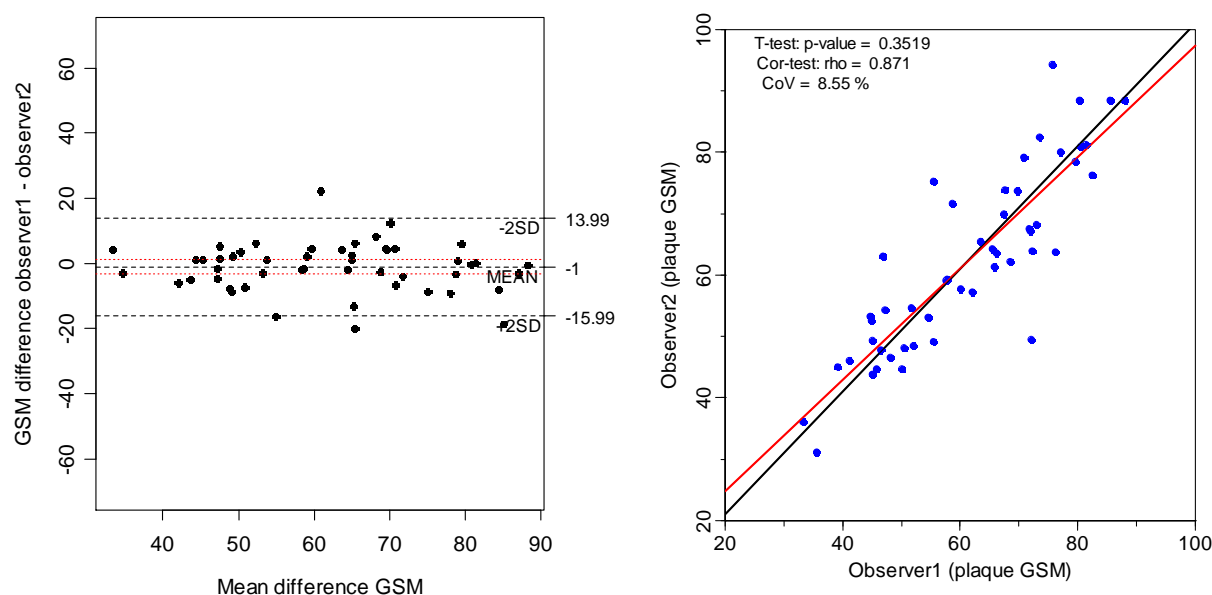 GSM difference observer1 - observer2
60
40
20
0
-20
-40
-60
-2SD
13.99
-1
MEAN
-15.99
+2SD
40
50
60
70
80
90
Mean difference GSM
T-test: p-value = 0.3519
Cor-test: rho = 0.871
CoV = 8.55 %
Observer2 (plaque GSM)
100
80
60
40
20
20
40
60
80
100
Observer1 (plaque GSM)